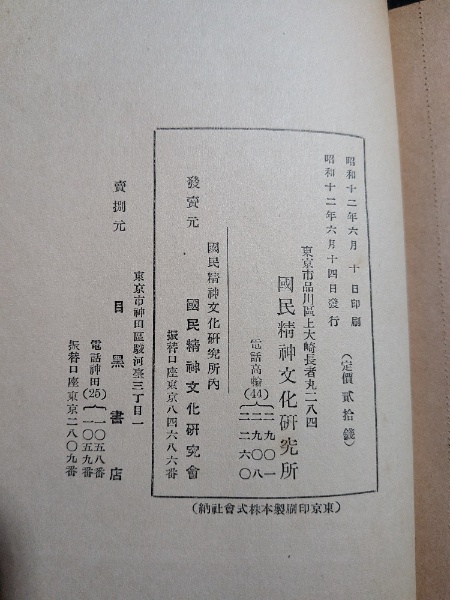 昭和十二年六月 十 日印刷
昭和十二年六月十四日發行
(定價 貳拾錢)
東京市品川區上大崎長者丸二八四
國民精神文化硏究所
電話高輪(44){二九〇一
二九〇八
二二六〇
國民精神文化硏究所內
發賣元 國民精神文化硏究會
振替口座東京八四六八六番
東京市神田區駿河臺三丁目一
賣捌元 目黑書店
電話神田(25){一〇五八番
一〇五九番
振替口座東京二八〇九番
(東京印刷製本株式會社納)